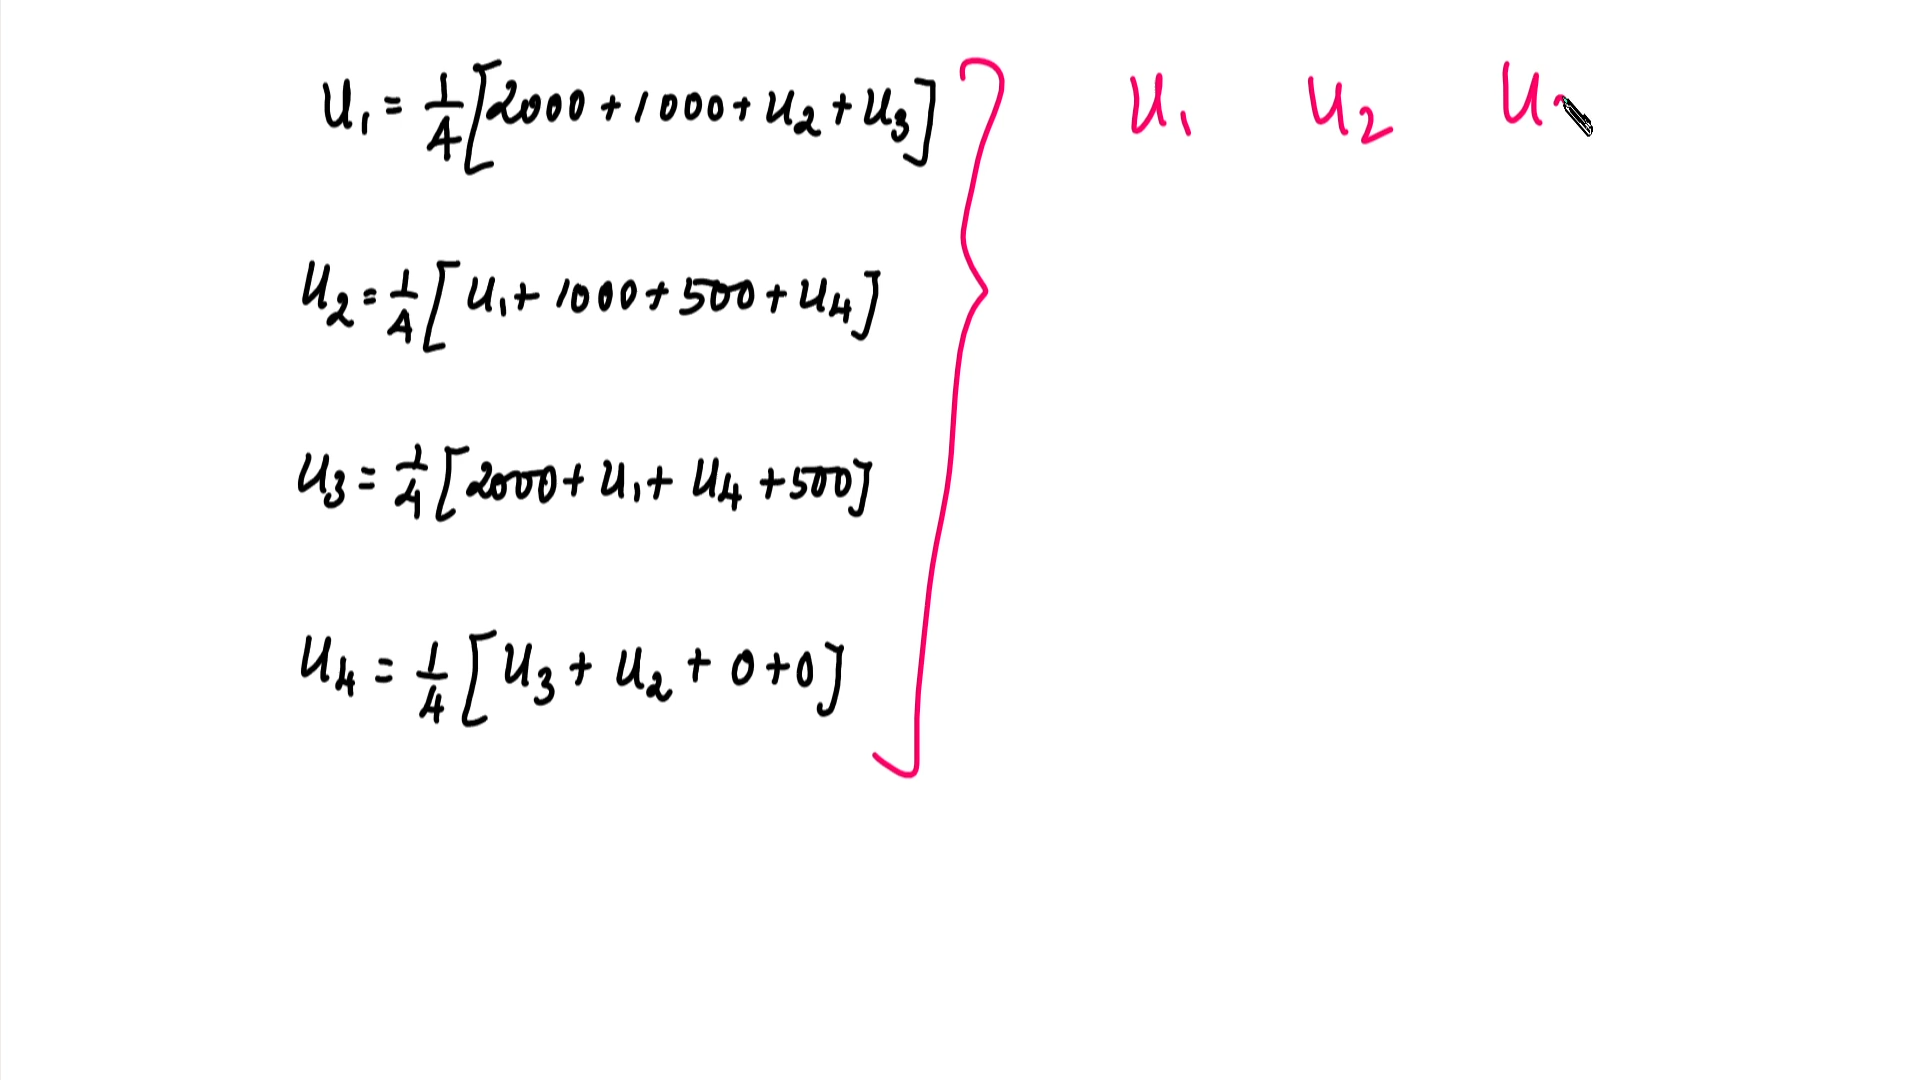 U₁ = 1/4 [2000 + 1000 + U₂ + U₃]
U₁ U₂ U
U₂ = 1/4 [U₁ + 1000 + 500 + U₄]
U₃ = 1/4 [2000 + U₁ + U₄ + 500]
U₄ = 1/4 [U₃ + U₂ + 0 + 0]